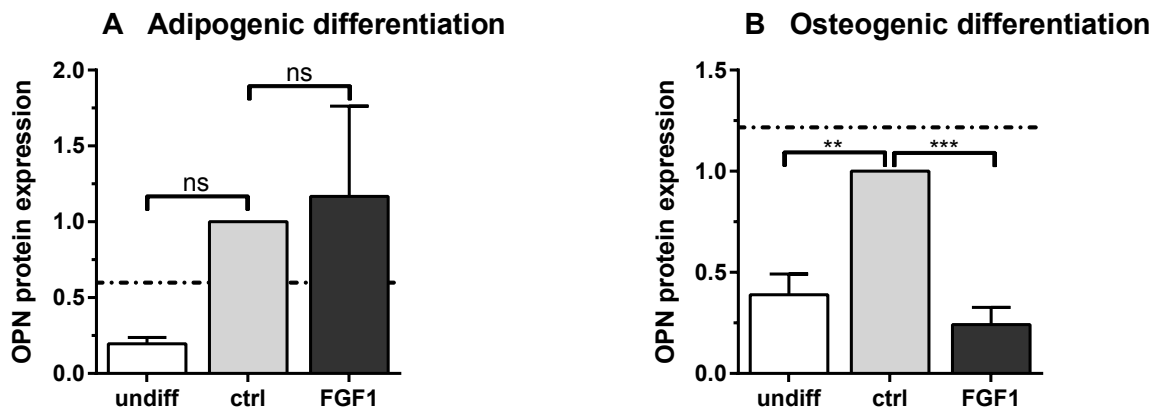 A Adipogenic differentiation
OPN protein expression
2.0
1.5
1.0
0.5
0.0
ns
ns
undiff ctrl FGF1
B Osteogenic differentiation
OPN protein expression
1.5
1.0
0.5
0.0
** ***
undiff ctrl FGF1